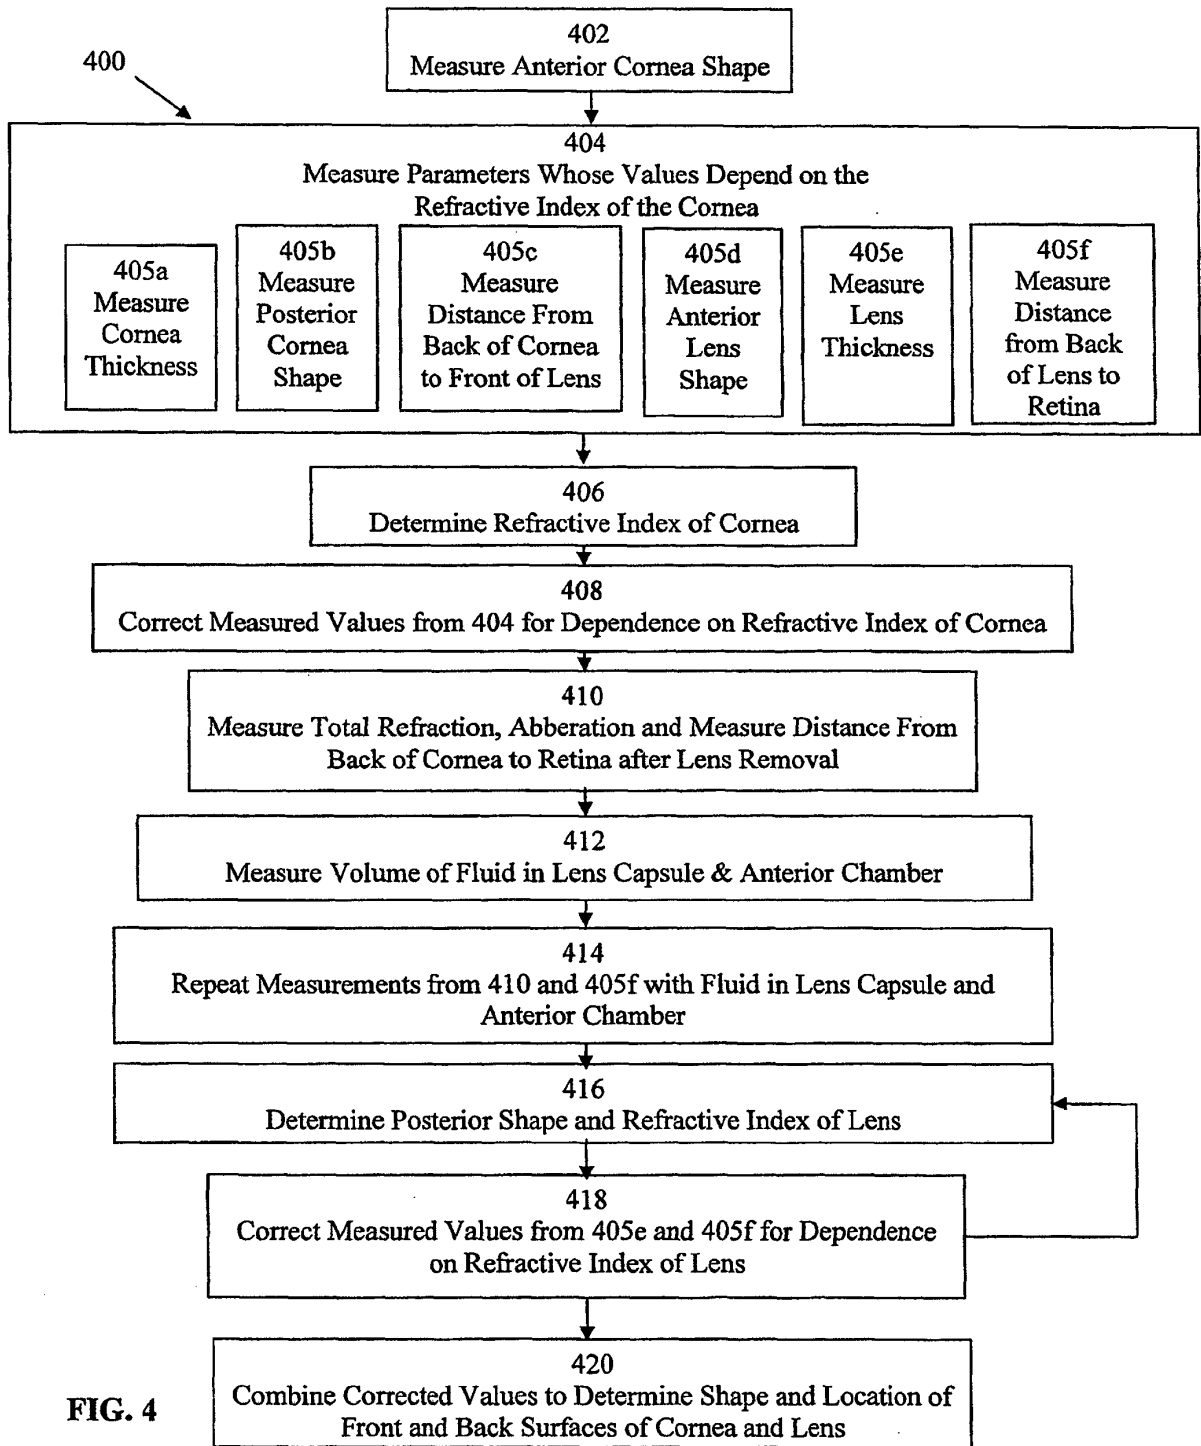 402
Measure Anterior Cornea Shape
400
404
Measure Parameters Whose Values Depend on the
Refractive Index of the Cornea
405a
Measure
Cornea
Thickness
405b
Measure
Posterior
Cornea
Shape
405c
Measure
Distance From
Back of Cornea
to Front of Lens
405d
Measure
Anterior
Lens
Shape
405e
Measure
Lens
Thickness
405f
Measure
Distance
from Back
of Lens to
Retina
406
Determine Refractive Index of Cornea
408
Correct Measured Values from 404 for Dependence on Refractive Index of Cornea
410
Measure Total Refraction, Abberation and Measure Distance From
Back of Cornea to Retina after Lens Removal
412
Measure Volume of Fluid in Lens Capsule & Anterior Chamber
414
Repeat Measurements from 410 and 405f with Fluid in Lens Capsule and
Anterior Chamber
416
Determine Posterior Shape and Refractive Index of Lens
418
Correct Measured Values from 405e and 405f for Dependence
on Refractive Index of Lens
420
Combine Corrected Values to Determine Shape and Location of
Front and Back Surfaces of Cornea and Lens
FIG. 4